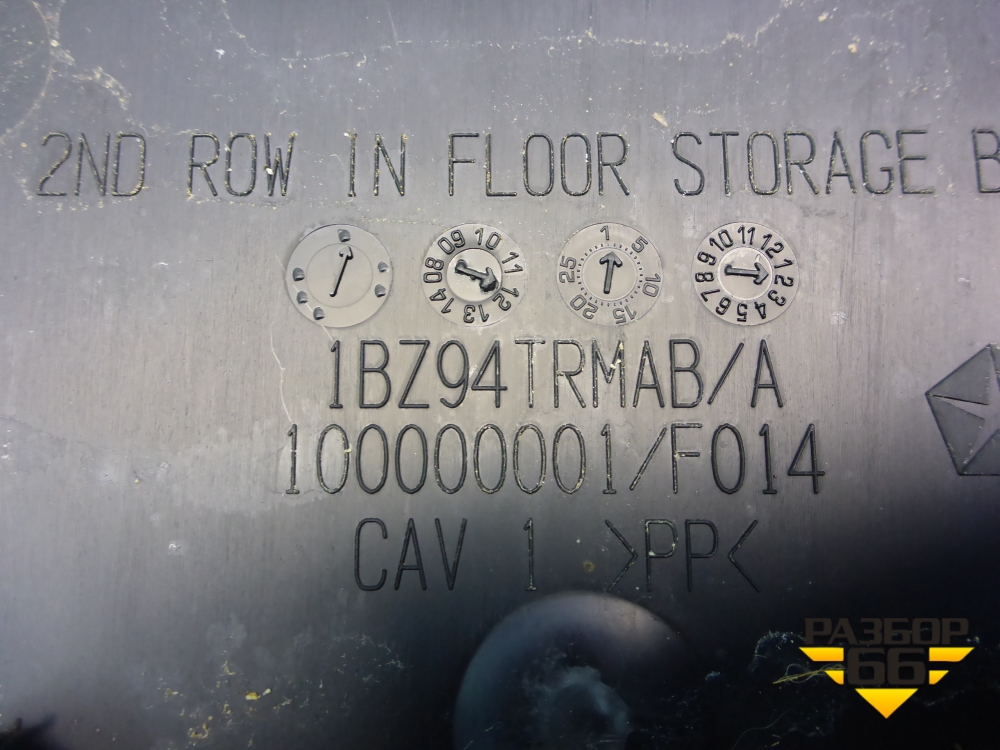 2ND ROW IN FLOOR STORAGE B
08 09 10 11 12 13 14
1 5 10 15 20 25
1 2 3 4 5 6 7 8 9 10 11 12
1BZ94TRMAB/A
100000001/F014
CAV 1 >PP<
РАЗБОР
66